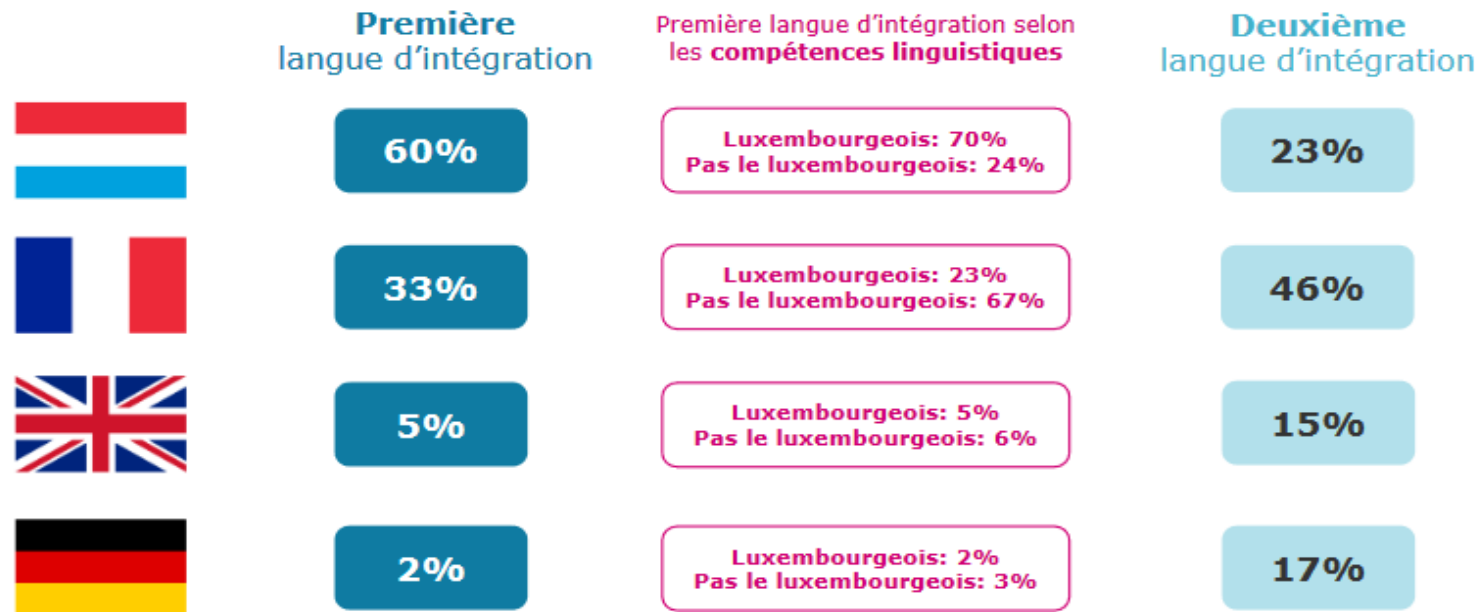 Première
langue d'intégration
Première langue d'intégration selon
les compétences linguistiques
Deuxième
langue d'intégration
60%
Luxembourgeois: 70%
Pas le luxembourgeois: 24%
23%
33%
Luxembourgeois: 23%
Pas le luxembourgeois: 67%
46%
5%
Luxembourgeois: 5%
Pas le luxembourgeois: 6%
15%
2%
Luxembourgeois: 2%
Pas le luxembourgeois: 3%
17%